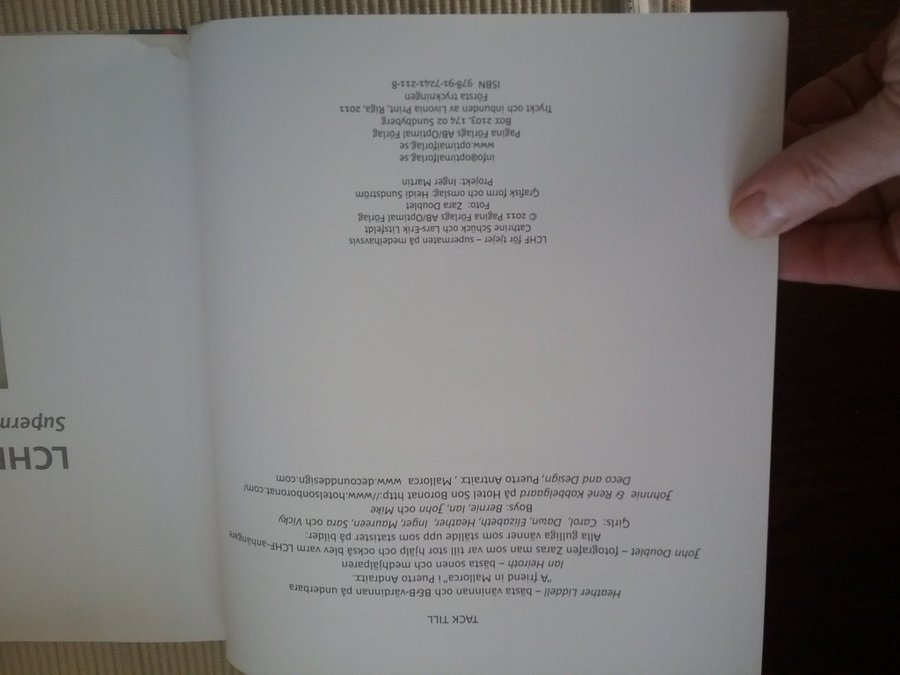 TACK TILL
Heather Liddell – bästa väninnan och B&B-värdinnan på underbara
"A friend in Mallorca" i Puerto Andraitx.
Ian Heiroth – bästa sonen och medhjälparen
John Doublet – fotografen Zaras man som var till stor hjälp och också blev varm LCHF-anhängare
Alla gulliga vänner som ställde upp som statister på bilder:
Girls: Carol, Dawn, Elizabeth, Heather, Inger, Maureen, Sara och Vicky
Boys: Bernie, Ian, John och Mike
Johnnie & René Kobbelgaard på Hotel Son Boronat http://www.hotelsonboronat.com/
Deco and Design, Puerto Antraitx , Mallorca www.decounddesign.com
LCHF för tjejer – supermaten på medelhavsvis
Cathrine Schück och Lars-Erik Litsfeldt
© 2011 Pagina Förlags AB/Optimal Förlag
Foto: Zara Doublet
Grafisk form och omslag: Heidi Sundström
Projekt: Inger Martin
info@optimalforlag.se
www.optimalforlag.se
Pagina Förlags AB/Optimal Förlag
Box 2103, 174 02 Sundbyberg
Tryckt och inbunden av Livonia Print, Riga, 2011
Första tryckningen
ISBN 978-91-7241-211-8
LCHF
Superm